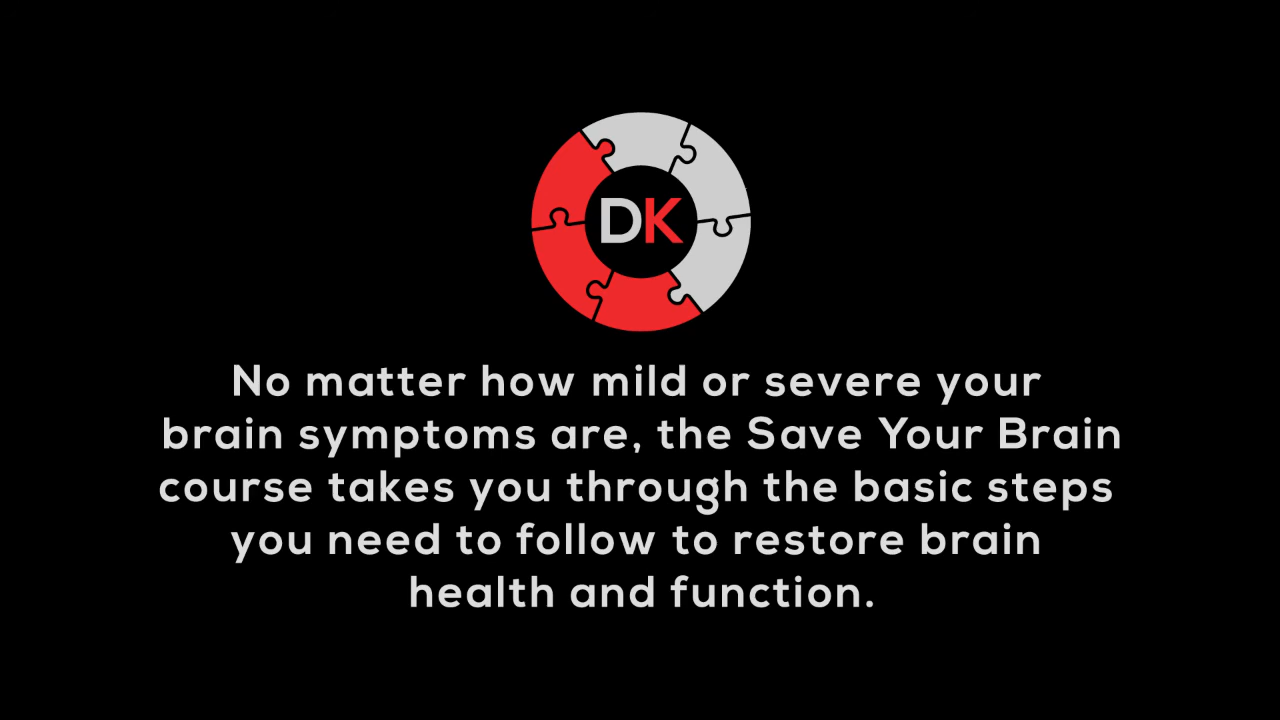 DK
No matter how mild or severe your
brain symptoms are, the Save Your Brain
course takes you through the basic steps
you need to follow to restore brain
health and function.